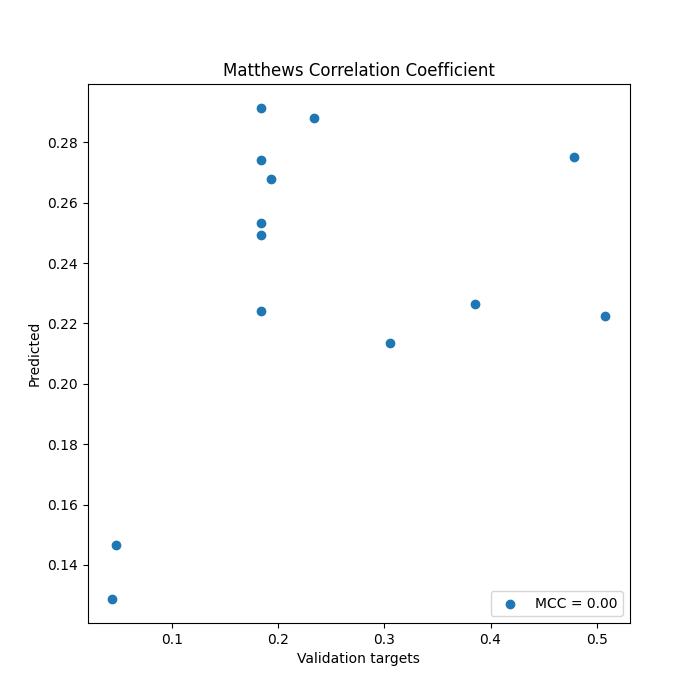 Matthews Correlation Coefficient
0.28
0.26
0.24
0.22
0.20
0.18
0.16
0.14
Predicted
MCC = 0.00
0.1 0.2 0.3 0.4 0.5
Validation targets